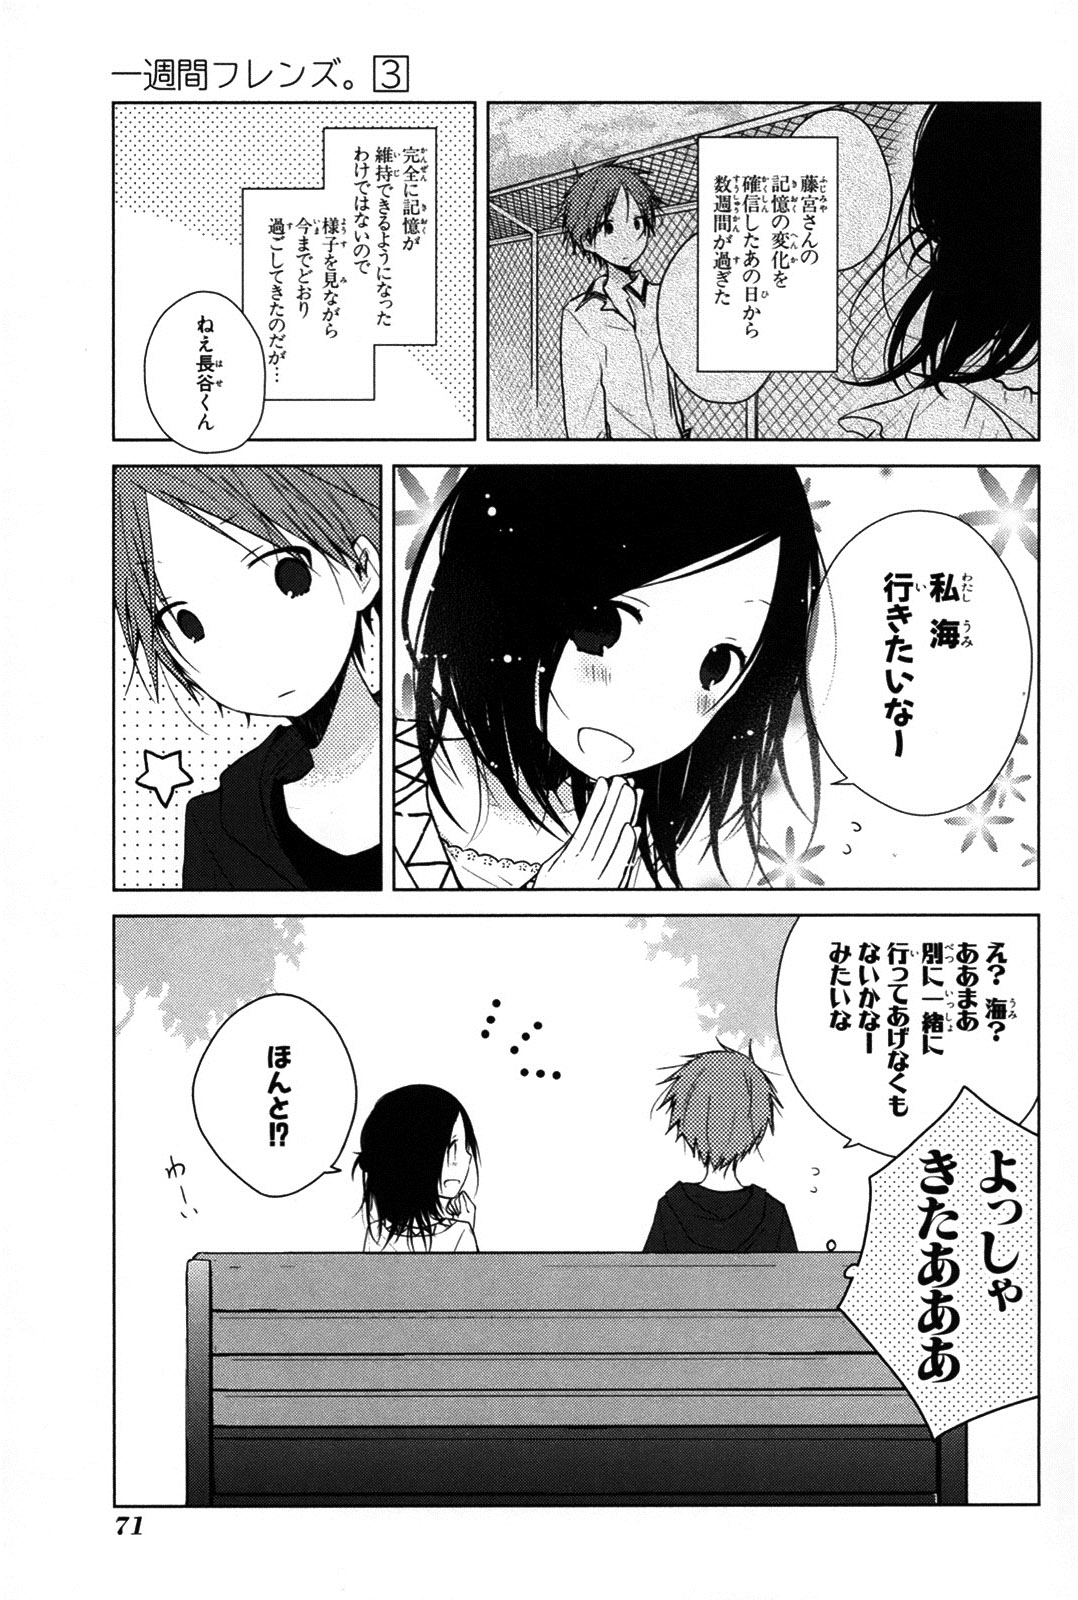 一週間フレンズ。3
藤宮さんの
記憶の変化を
確信したあの日から
数週間が過ぎた
完全に記憶が
維持できるようになった
わけではないので
様子を見ながら
今までどおり
過ごしてきたのだが…
ねえ長谷くん
私 海
行きたいなー
え? 海?
ああまあ
別に一緒に
行ってあげなくも
ないかなー
みたいな
よっしゃ
きたあああ
ほんと!?
わーい
71